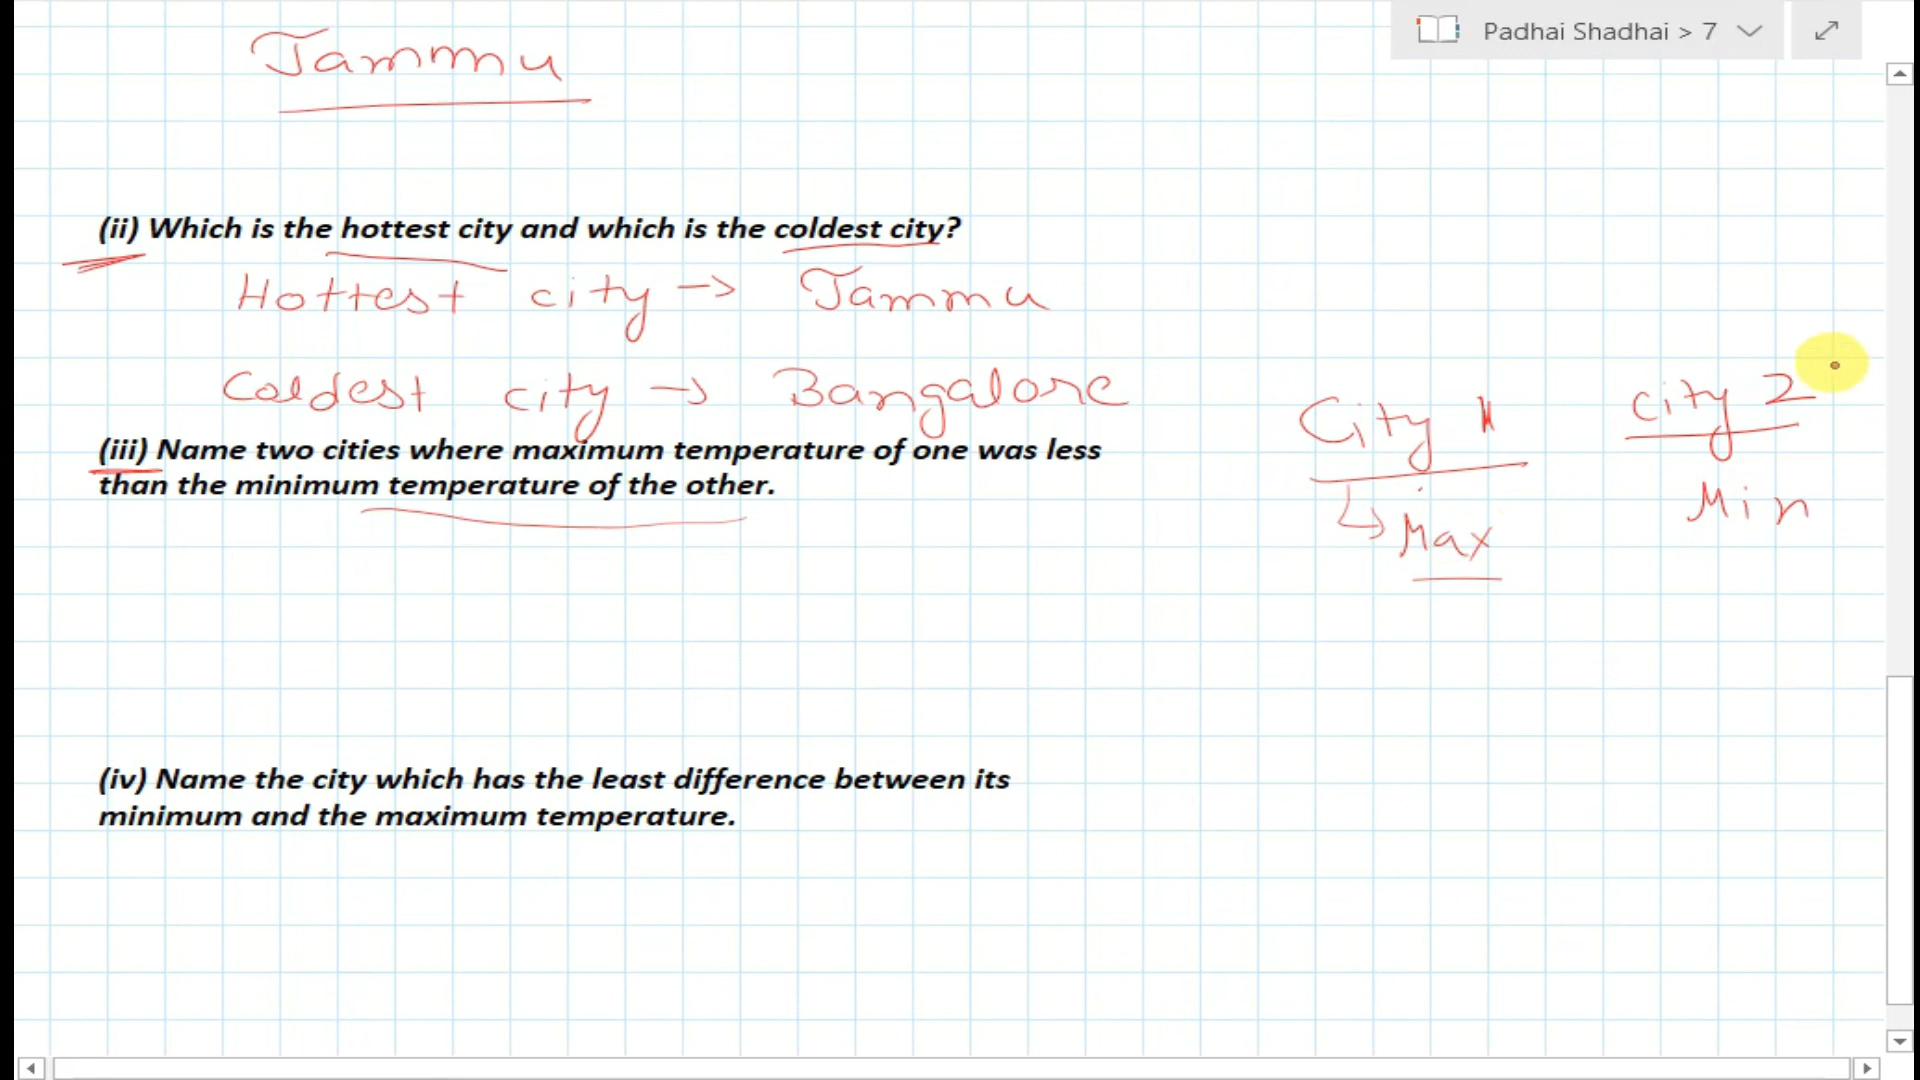 Padhai Shadhai > 7
Jammu
(ii) Which is the hottest city and which is the coldest city?
Hottest city → Jammu
Coldest city → Bangalore
(iii) Name two cities where maximum temperature of one was less
than the minimum temperature of the other.
City 1
city 2
↳ Max
Min
(iv) Name the city which has the least difference between its
minimum and the maximum temperature.